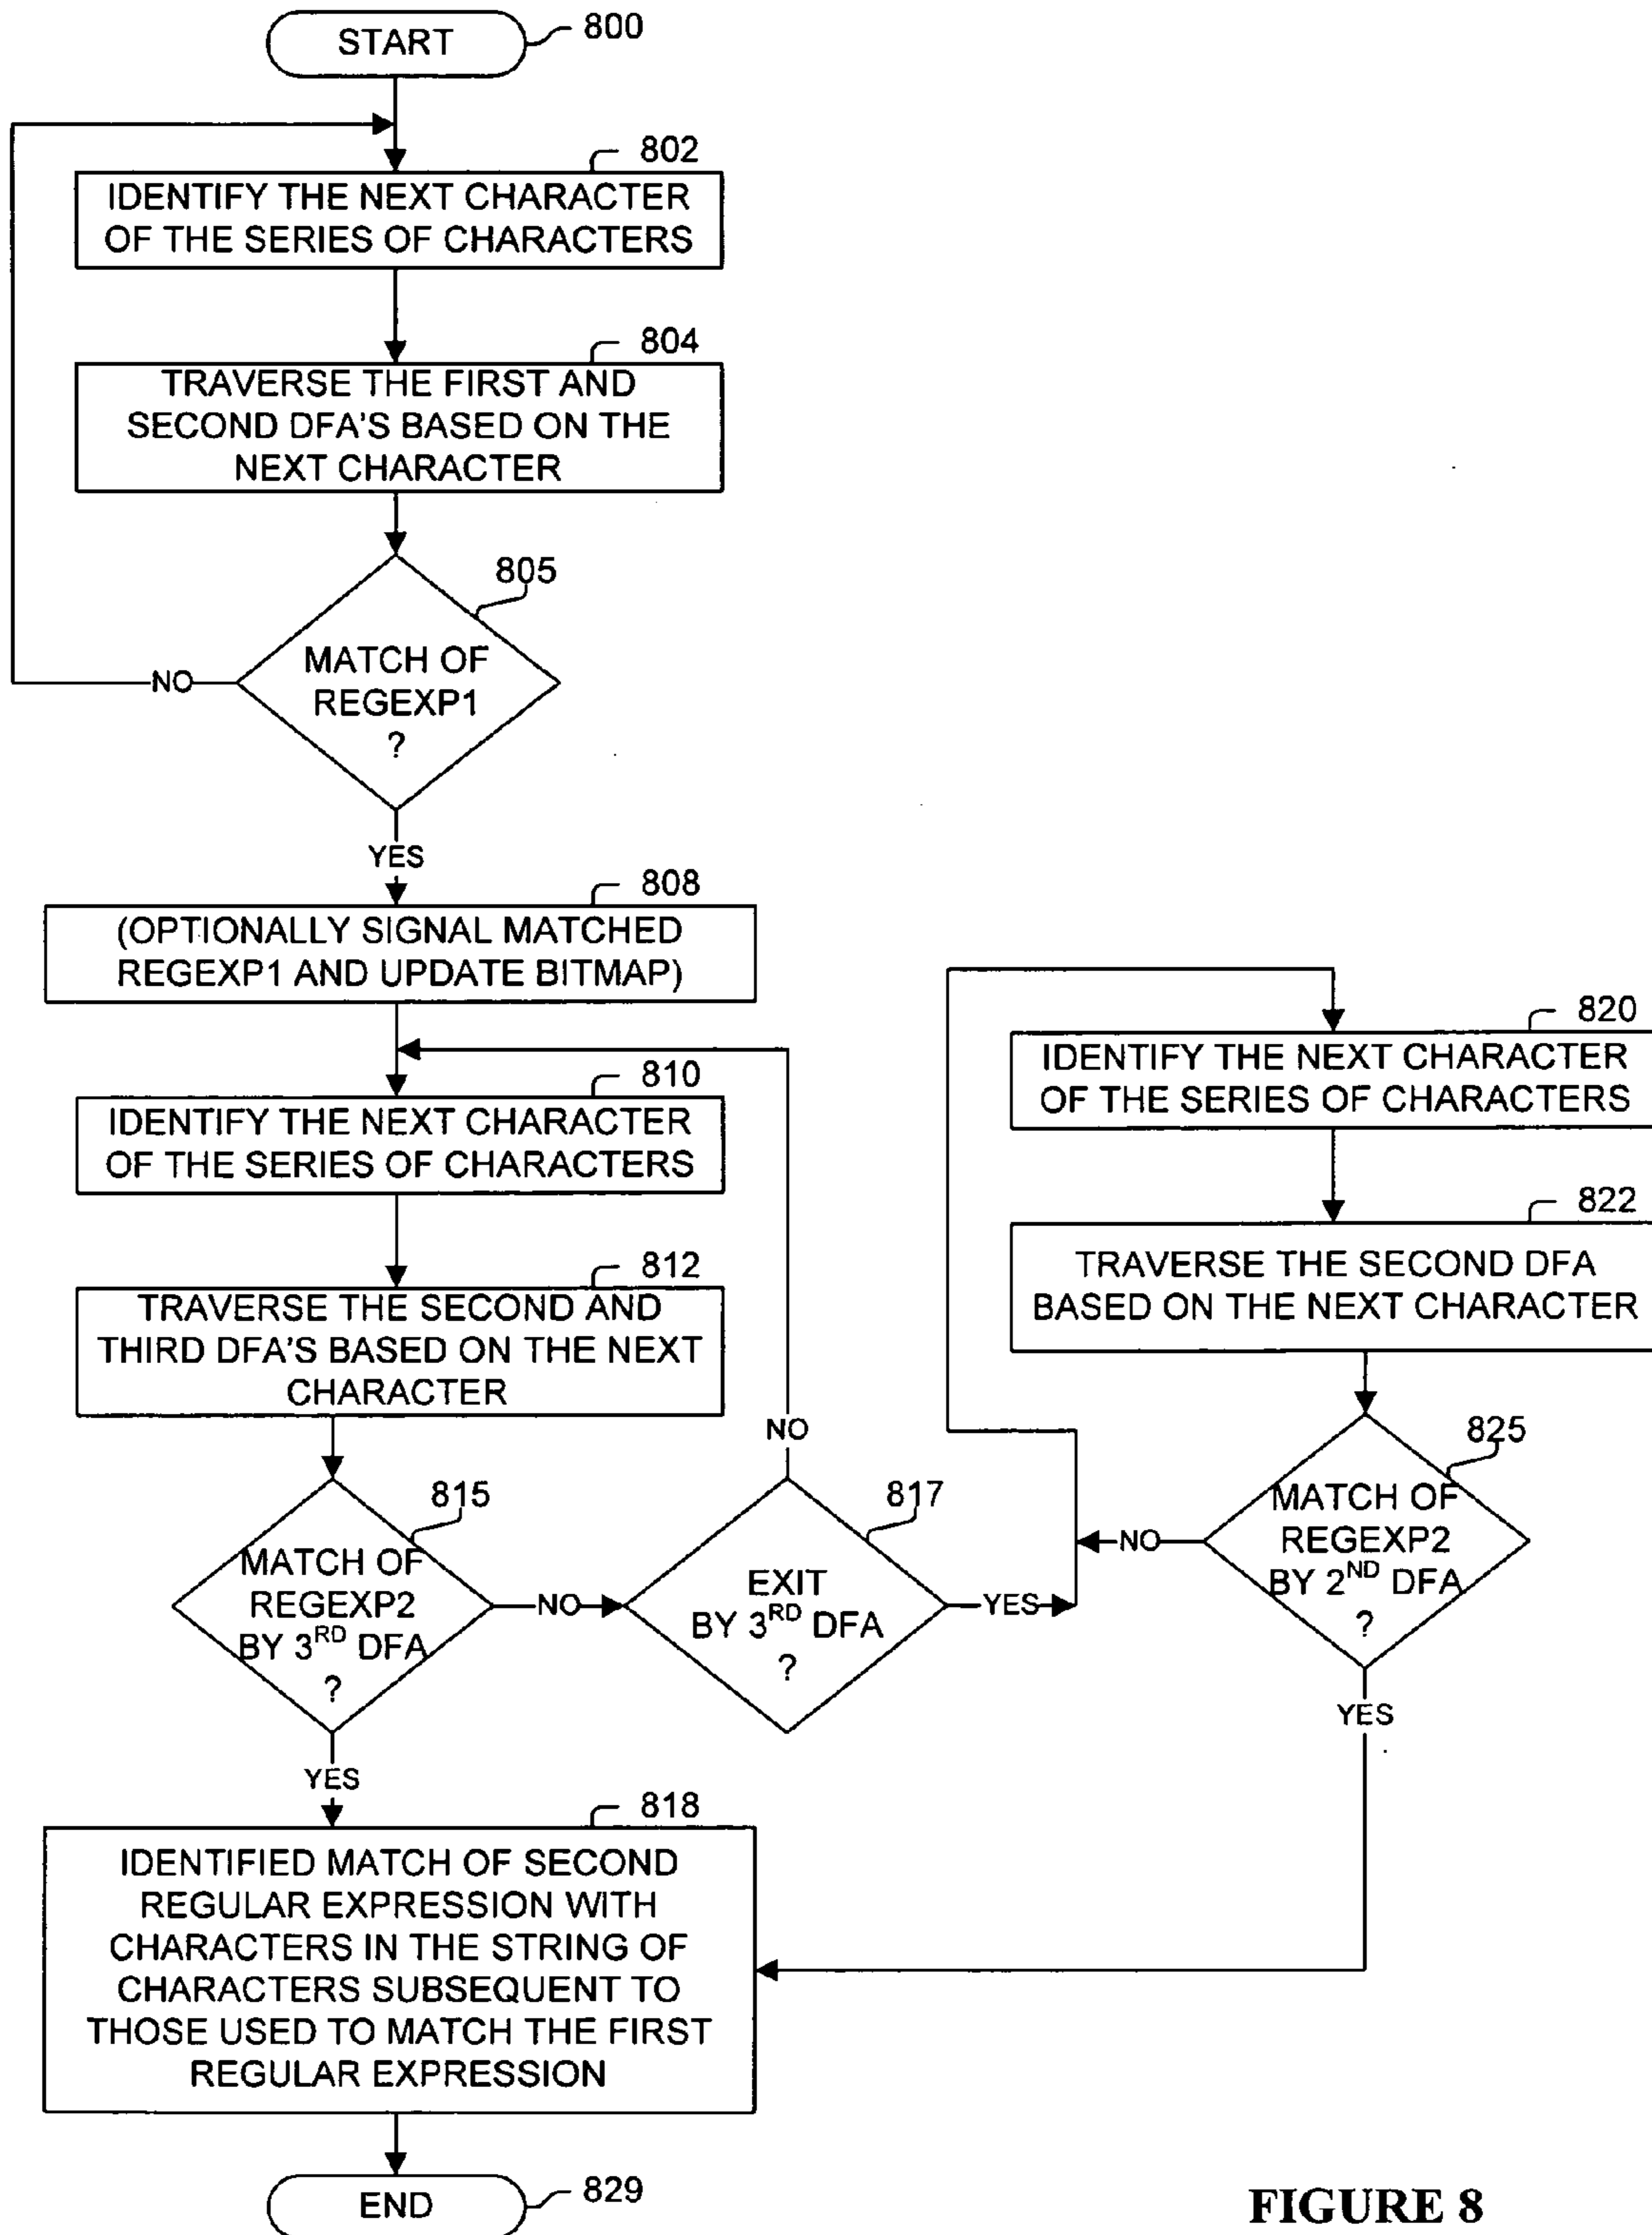 START
800
802
IDENTIFY THE NEXT CHARACTER
OF THE SERIES OF CHARACTERS
804
TRAVERSE THE FIRST AND
SECOND DFA'S BASED ON THE
NEXT CHARACTER
805
MATCH OF
REGEXP1
?
NO
YES
808
(OPTIONALLY SIGNAL MATCHED
REGEXP1 AND UPDATE BITMAP)
810
IDENTIFY THE NEXT CHARACTER
OF THE SERIES OF CHARACTERS
812
TRAVERSE THE SECOND AND
THIRD DFA'S BASED ON THE NEXT
CHARACTER
815
MATCH OF
REGEXP2
BY 3RD DFA
?
NO
YES
817
EXIT
BY 3RD DFA
?
NO
YES
818
IDENTIFIED MATCH OF SECOND
REGULAR EXPRESSION WITH
CHARACTERS IN THE STRING OF
CHARACTERS SUBSEQUENT TO
THOSE USED TO MATCH THE FIRST
REGULAR EXPRESSION
820
IDENTIFY THE NEXT CHARACTER
OF THE SERIES OF CHARACTERS
822
TRAVERSE THE SECOND DFA
BASED ON THE NEXT CHARACTER
825
MATCH OF
REGEXP2
BY 2ND DFA
?
NO
YES
END
829
FIGURE 8